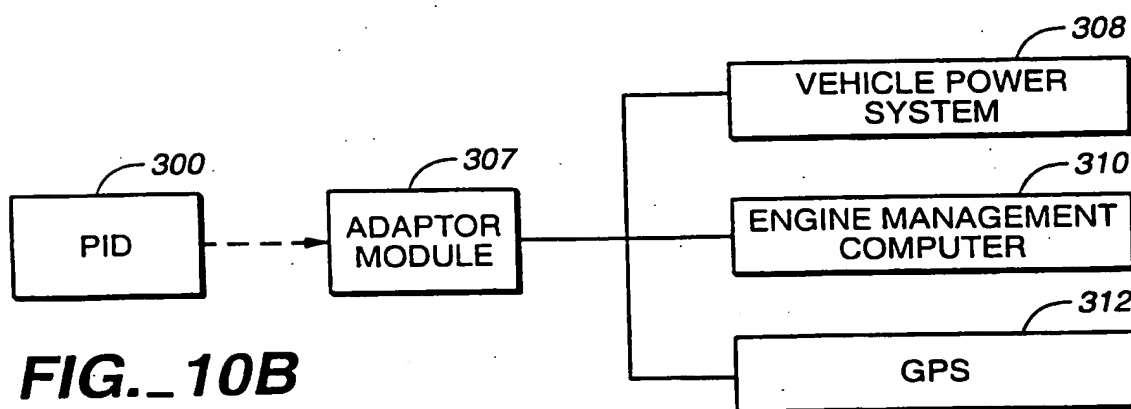 308
VEHICLE POWER
SYSTEM
300
PID
307
ADAPTOR
MODULE
310
ENGINE MANAGEMENT
COMPUTER
312
GPS
FIG._10B